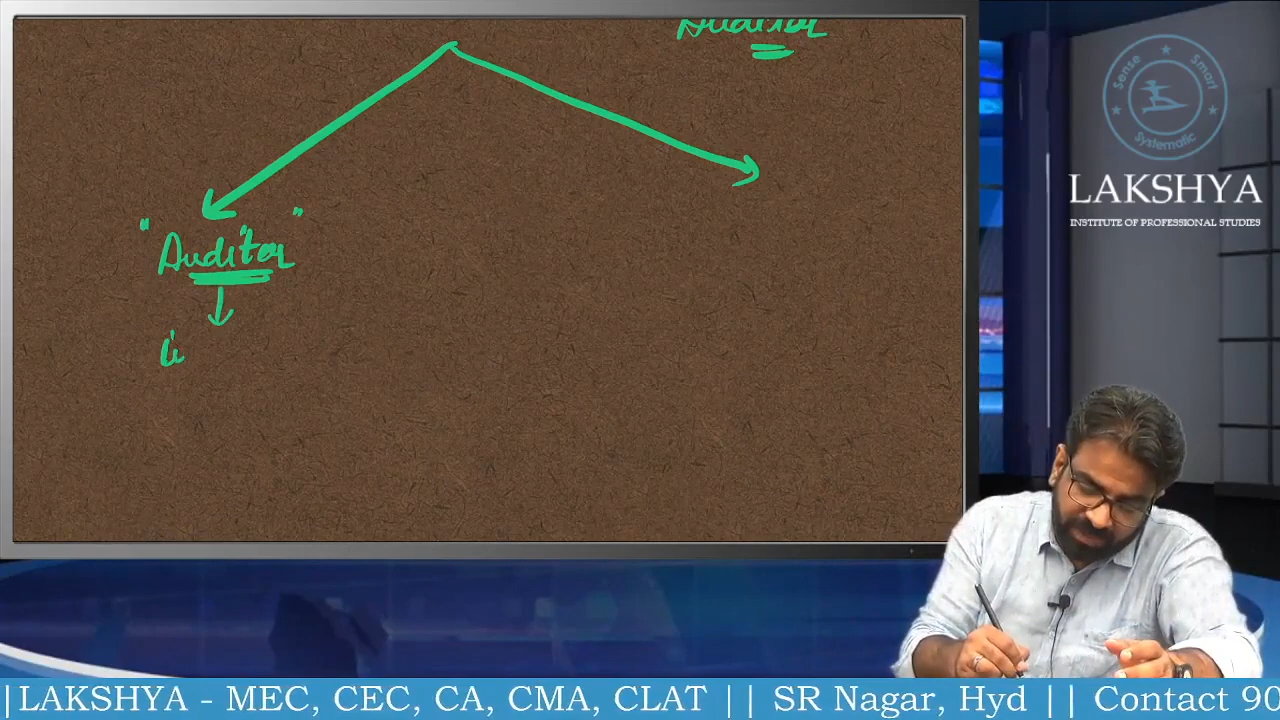 Auditor
"Auditor"
Sense Smart Systematic
LAKSHYA
INSTITUTE OF PROFESSIONAL STUDIES
|LAKSHYA - MEC, CEC, CA, CMA, CLAT || SR Nagar, Hyd || Contact 90